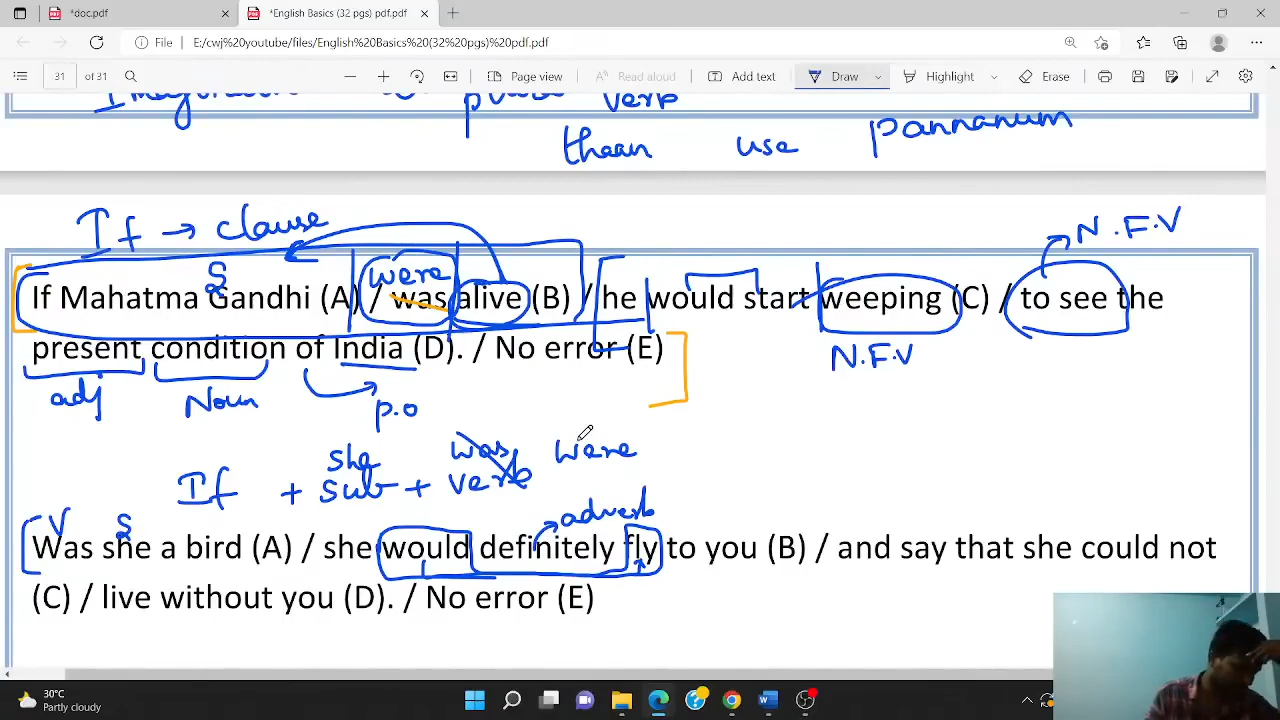 *doc.pdf
*English Basics (32 pgs) pdf.pdf
File E:/cwj%20youtube/files/English%20Basics%20(32%20pgs)%20pdf.pdf
31 of 31 Page view Read aloud Add text Draw Highlight Erase
verb
thaan use pannanum
If → clause
N.F.V
S were
If Mahatma Gandhi (A) / was alive (B) / he would start weeping (C) / to see the
present condition of India (D). / No error (E)
N.F.V
adj Noun p.o
she was were
If + sub + verb
adverb
V S
Was she a bird (A) / she would definitely fly to you (B) / and say that she could not
(C) / live without you (D). / No error (E)
30°C
Partly cloudy